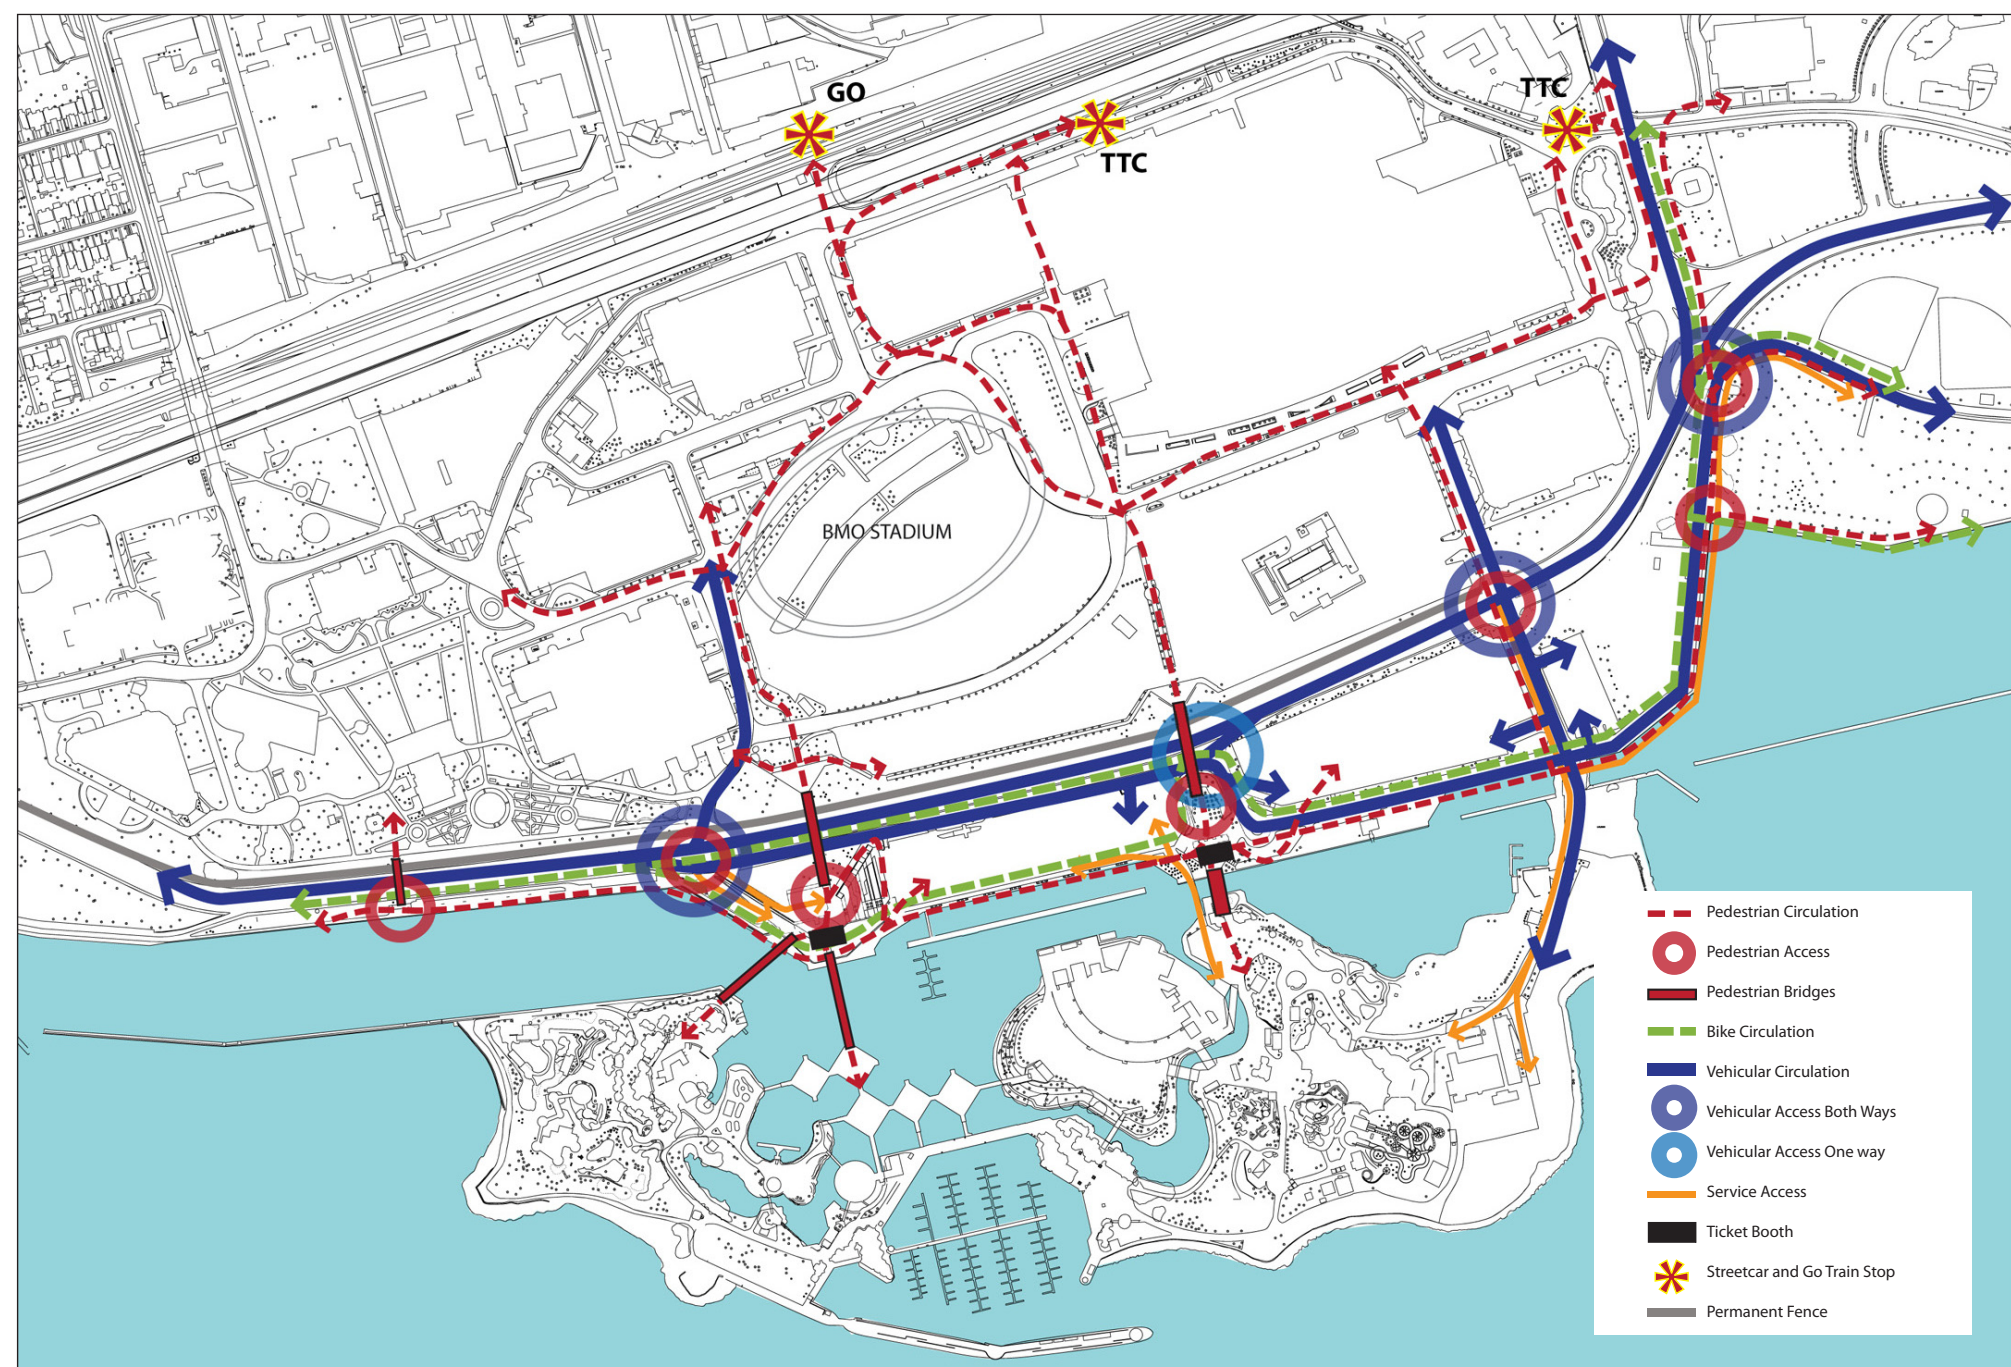 GO
TTC
TTC
BMO STADIUM
Pedestrian Circulation
Pedestrian Access
Pedestrian Bridges
Bike Circulation
Vehicular Circulation
Vehicular Access Both Ways
Vehicular Access One way
Service Access
Ticket Booth
Streetcar and Go Train Stop
Permanent Fence